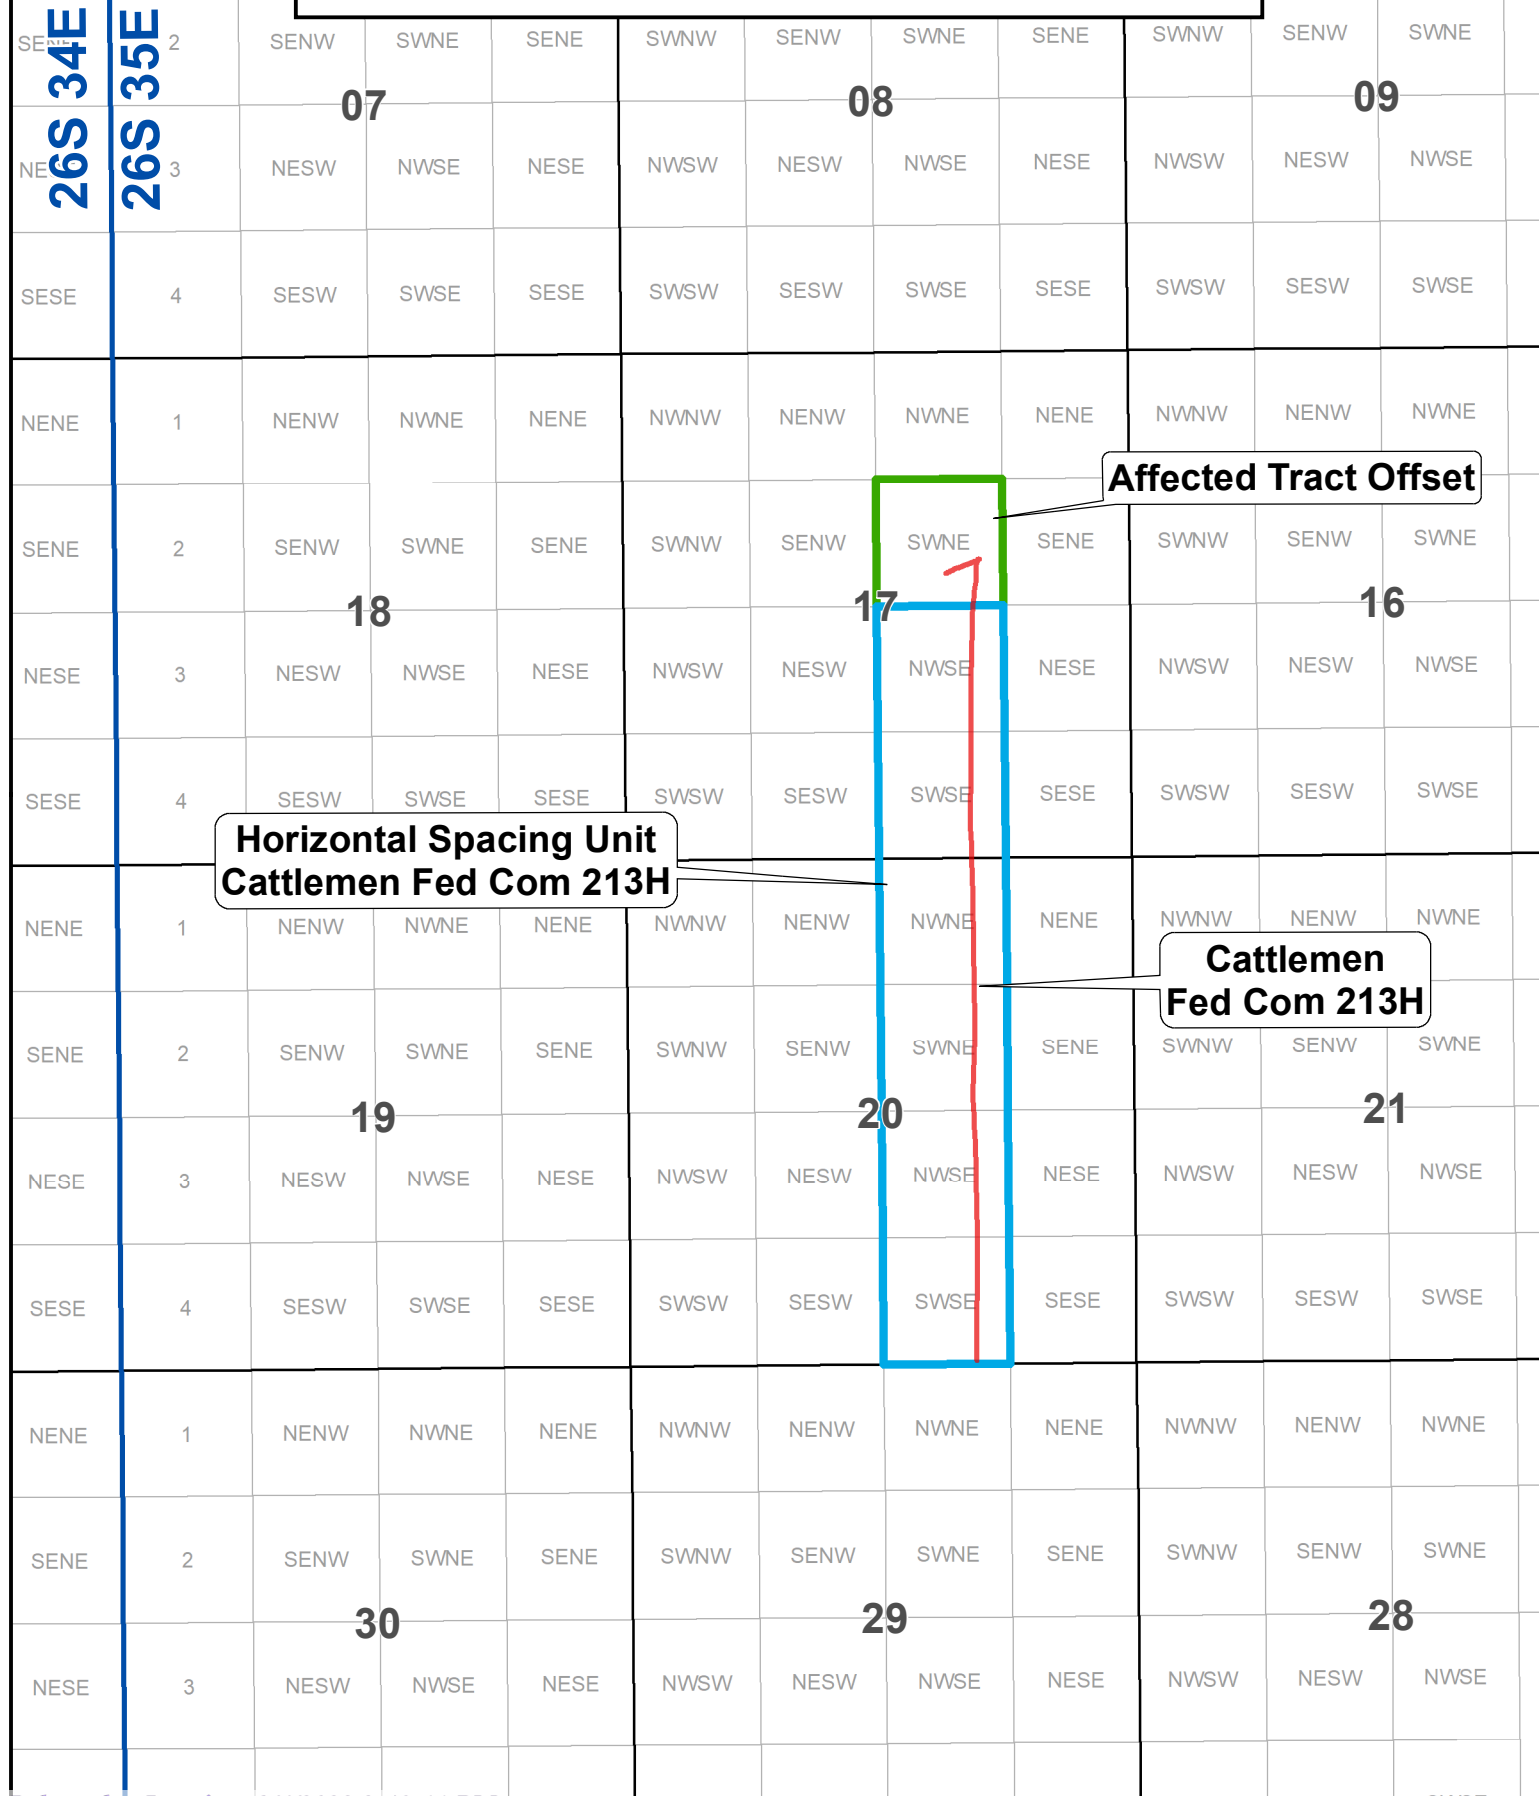 26S 34E
26S 35E
2 SENW SWNE SENE SWNW SENW SWNE SENE SWNW SENW SWNE
07 08 09
3 NESW NWSE NESE NWSW NESW NWSE NESE NWSW NESW NWSE
SESE 4 SESW SWSE SESE SWSW SESW SWSE SESE SWSW SESW SWSE
NENE 1 NENW NWNE NENE NWNW NENW NWNE NENE NWNW NENW NWNE
Affected Tract Offset
SENE 2 SENW SWNE SENE SWNW SENW SWNE SENE SWNW SENW SWNE
18 17 16
NESE 3 NESW NWSE NESE NWSW NESW NWSE NESE NWSW NESW NWSE
SESE 4 SESW SWSE SESE SWSW SESW SWSE SESE SWSW SESW SWSE
Horizontal Spacing Unit
Cattlemen Fed Com 213H
NENE 1 NENW NWNE NENE NWNW NENW NWNE NENE NWNW NENW NWNE
Cattlemen
Fed Com 213H
SENE 2 SENW SWNE SENE SWNW SENW SWNE SENE SWNW SENW SWNE
19 20 21
NESE 3 NESW NWSE NESE NWSW NESW NWSE NESE NWSW NESW NWSE
SESE 4 SESW SWSE SESE SWSW SESW SWSE SESE SWSW SESW SWSE
NENE 1 NENW NWNE NENE NWNW NENW NWNE NENE NWNW NENW NWNE
SENE 2 SENW SWNE SENE SWNW SENW SWNE SENE SWNW SENW SWNE
30 29 28
NESE 3 NESW NWSE NESE NWSW NESW NWSE NESE NWSW NESW NWSE